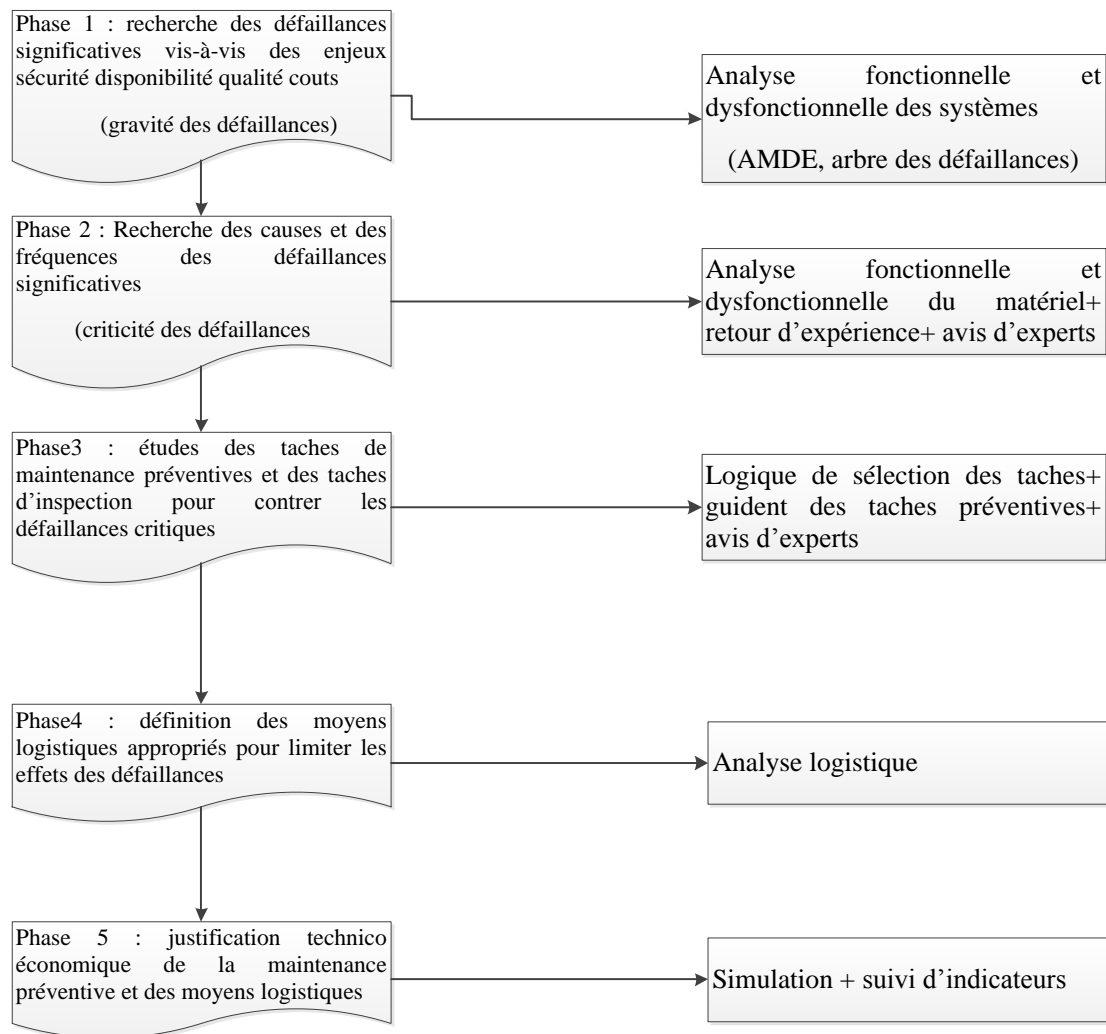 Phase 1 : recherche des défaillances
significatives vis-à-vis des enjeux
sécurité disponibilité qualité couts
(gravité des défaillances)
Analyse fonctionnelle et
dysfonctionnelle des systèmes
(AMDE, arbre des défaillances)
Phase 2 : Recherche des causes et des
fréquences des défaillances
significatives
(criticité des défaillances
Analyse fonctionnelle et
dysfonctionnelle du matériel+
retour d’expérience+ avis d’experts
Phase3 : études des taches de
maintenance préventives et des taches
d’inspection pour contrer les
défaillances critiques
Logique de sélection des taches+
guident des taches préventives+
avis d’experts
Phase4 : définition des moyens
logistiques appropriés pour limiter les
effets des défaillances
Analyse logistique
Phase 5 : justification technico
économique de la maintenance
préventive et des moyens logistiques
Simulation + suivi d’indicateurs